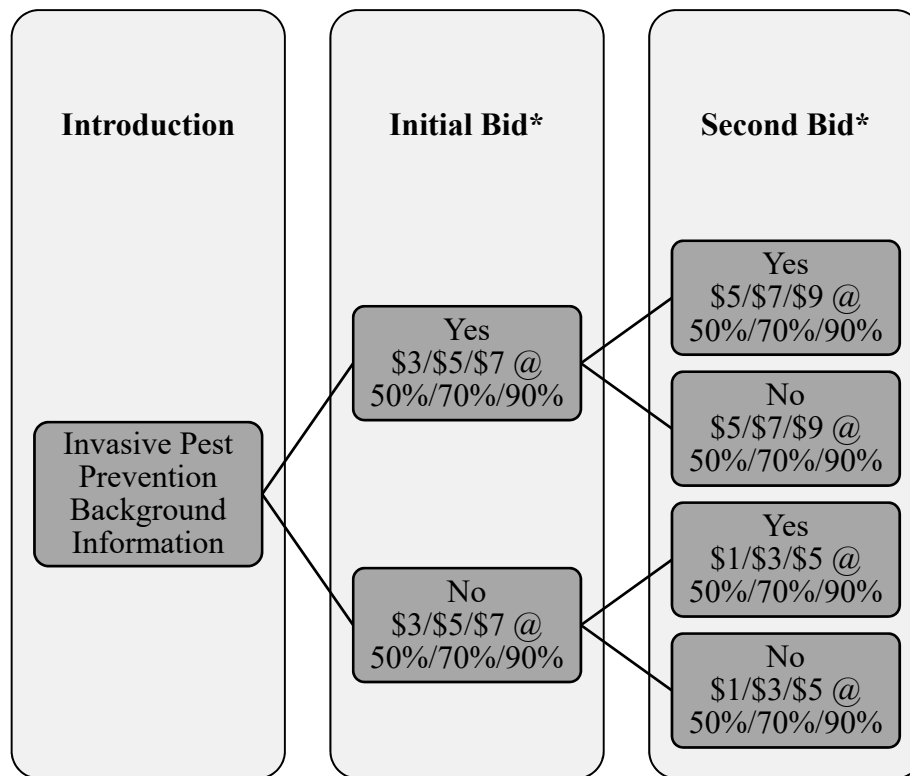 Introduction
Initial Bid*
Second Bid*
Invasive Pest
Prevention
Background
Information
Yes
$3/$5/$7 @
50%/70%/90%
No
$3/$5/$7 @
50%/70%/90%
Yes
$5/$7/$9 @
50%/70%/90%
No
$5/$7/$9 @
50%/70%/90%
Yes
$1/$3/$5 @
50%/70%/90%
No
$1/$3/$5 @
50%/70%/90%